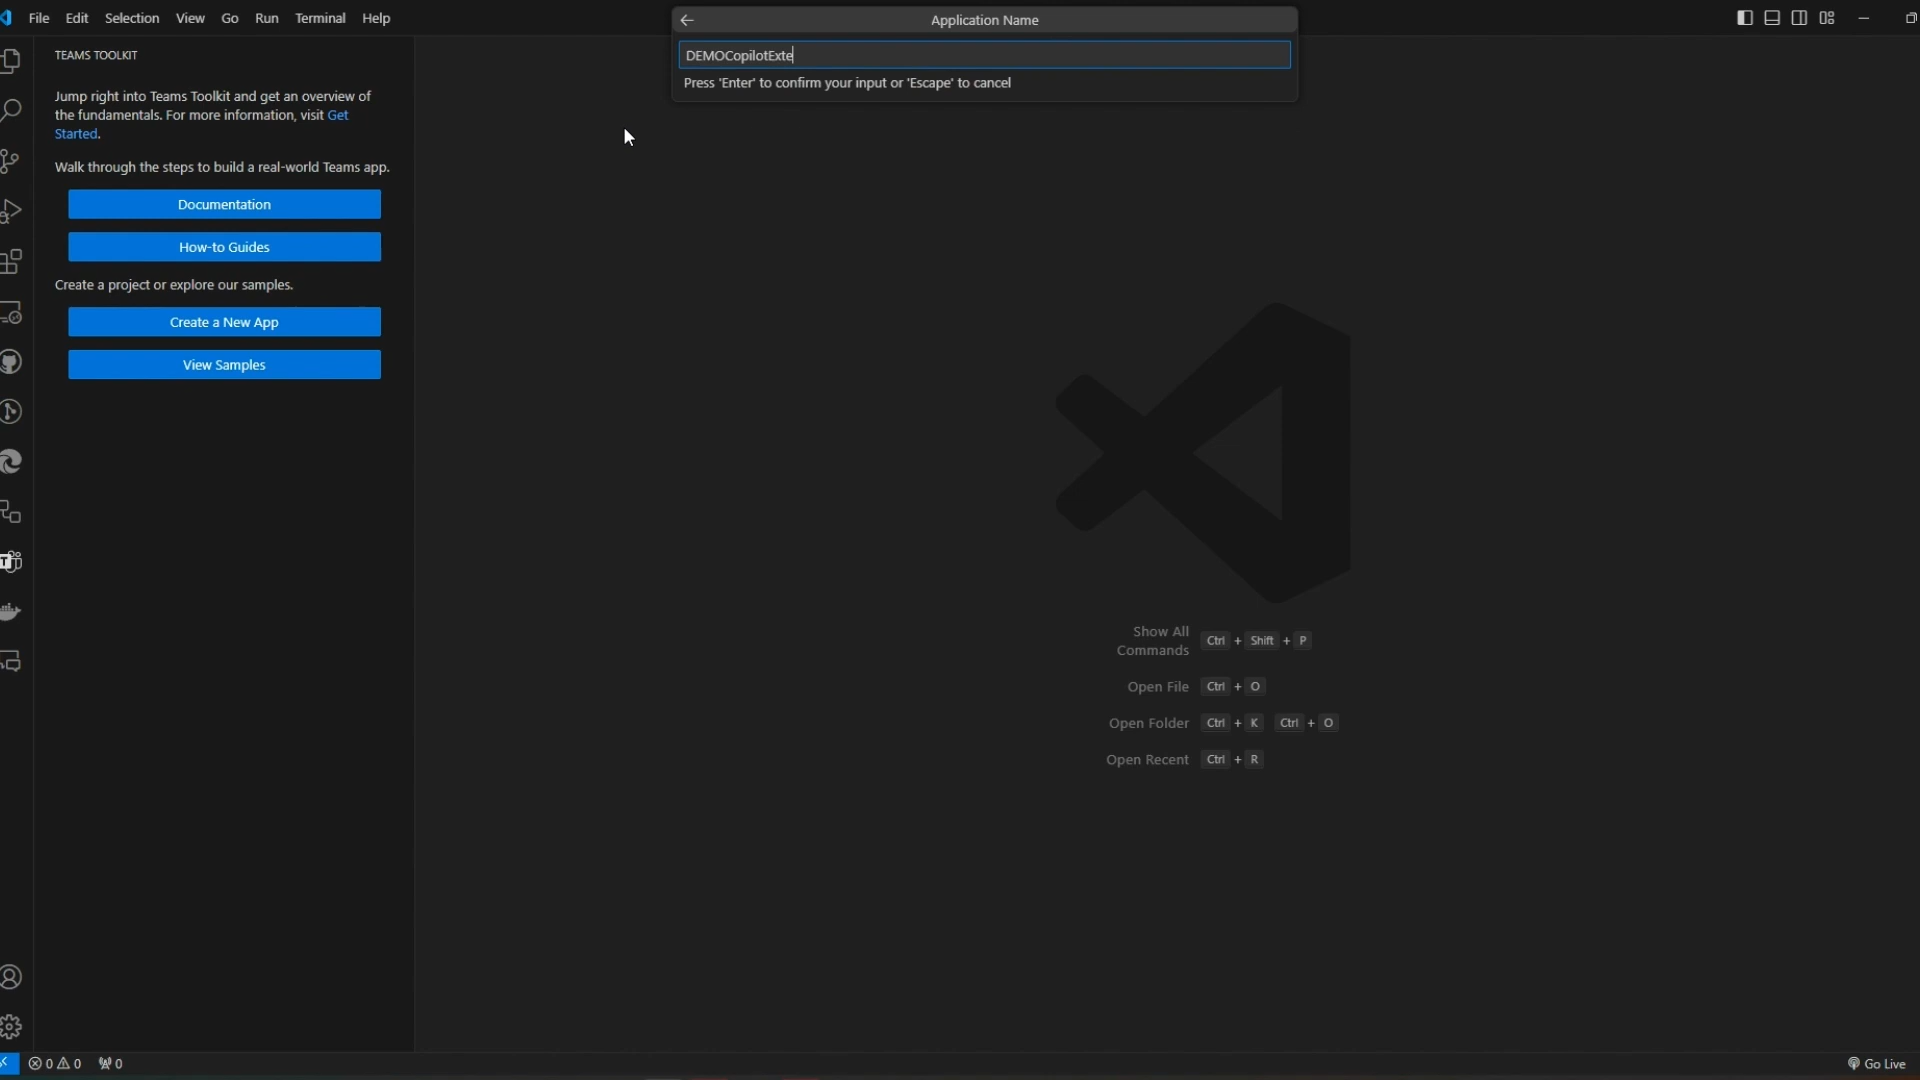 File Edit Selection View Go Run Terminal Help
Application Name
DEMOCopilotExte
Press 'Enter' to confirm your input or 'Escape' to cancel
TEAMS TOOLKIT
Jump right into Teams Toolkit and get an overview of
the fundamentals. For more information, visit Get
Started.
Walk through the steps to build a real-world Teams app.
Documentation
How-to Guides
Create a project or explore our samples.
Create a New App
View Samples
Show All
Commands Ctrl + Shift + P
Open File Ctrl + O
Open Folder Ctrl + K Ctrl + O
Open Recent Ctrl + R
0 0 0
Go Live